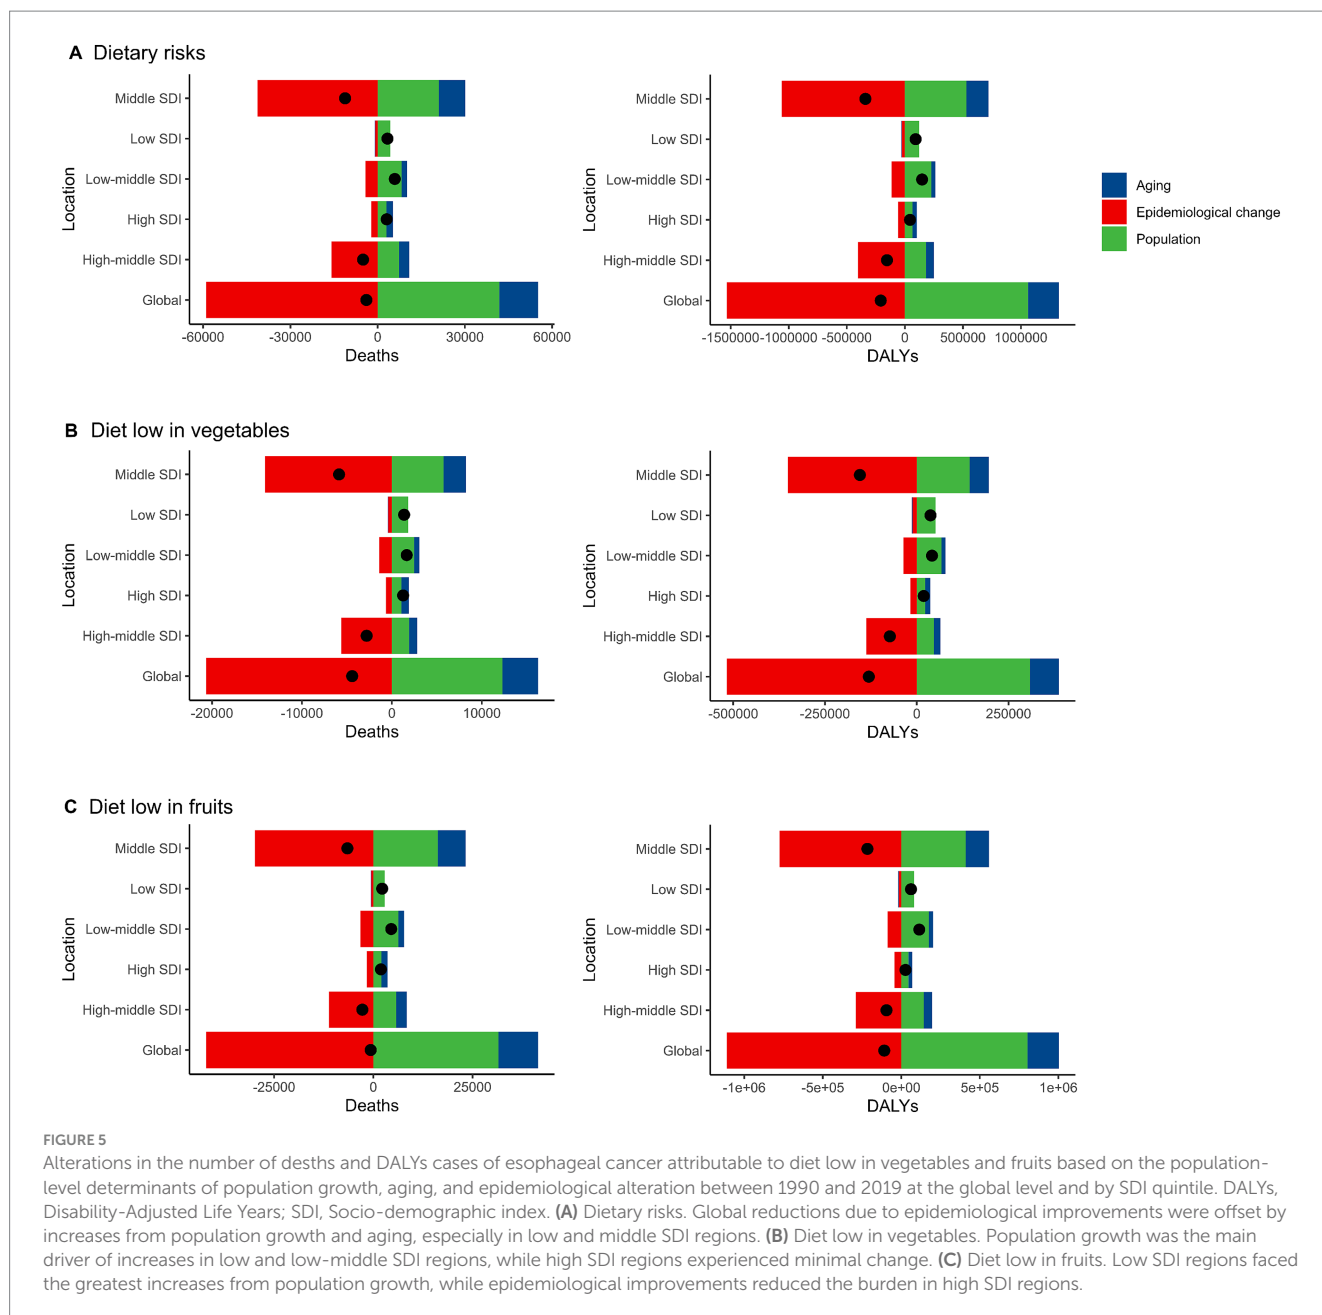 A Dietary risks
Location
Middle SDI
Low SDI
Low-middle SDI
High SDI
High-middle SDI
Global
-60000 -30000 0 30000 60000
Deaths
Location
Middle SDI
Low SDI
Low-middle SDI
High SDI
High-middle SDI
Global
-1500000 -1000000 -500000 0 500000 1000000
DALYs
Aging
Epidemiological change
Population
B Diet low in vegetables
Location
Middle SDI
Low SDI
Low-middle SDI
High SDI
High-middle SDI
Global
-20000 -10000 0 10000
Deaths
Location
Middle SDI
Low SDI
Low-middle SDI
High SDI
High-middle SDI
Global
-500000 -250000 0 250000
DALYs
C Diet low in fruits
Location
Middle SDI
Low SDI
Low-middle SDI
High SDI
High-middle SDI
Global
-25000 0 25000
Deaths
Location
Middle SDI
Low SDI
Low-middle SDI
High SDI
High-middle SDI
Global
-1e+06 -5e+05 0e+00 5e+05 1e+06
DALYs
FIGURE 5
Alterations in the number of deths and DALYs cases of esophageal cancer attributable to diet low in vegetables and fruits based on the population-
level determinants of population growth, aging, and epidemiological alteration between 1990 and 2019 at the global level and by SDI quintile. DALYs,
Disability-Adjusted Life Years; SDI, Socio-demographic index. (A) Dietary risks. Global reductions due to epidemiological improvements were offset by
increases from population growth and aging, especially in low and middle SDI regions. (B) Diet low in vegetables. Population growth was the main
driver of increases in low and low-middle SDI regions, while high SDI regions experienced minimal change. (C) Diet low in fruits. Low SDI regions faced
the greatest increases from population growth, while epidemiological improvements reduced the burden in high SDI regions.